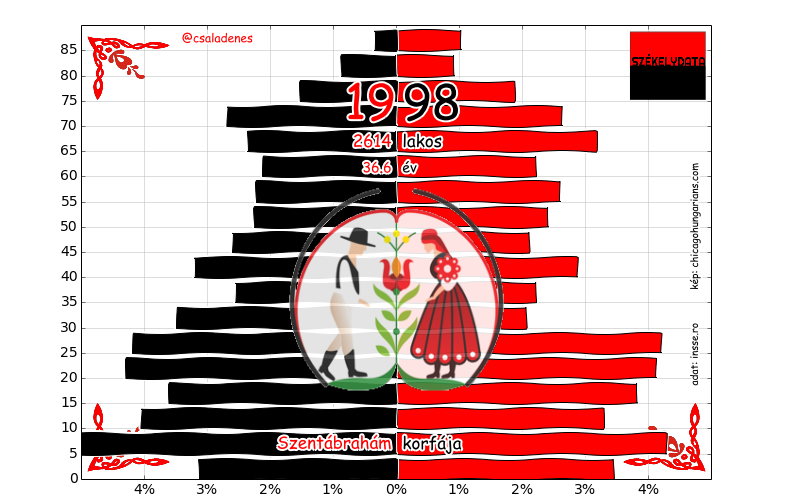 @csaladenes
SZÉKELYDATA
1998
2614 lakos
36.6 év
kép: chicagohungarians.com
adat: insse.ro
Szentábrahám korfája
85
80
75
70
65
60
55
50
45
40
35
30
25
20
15
10
5
0
4% 3% 2% 1% 0% 1% 2% 3% 4%